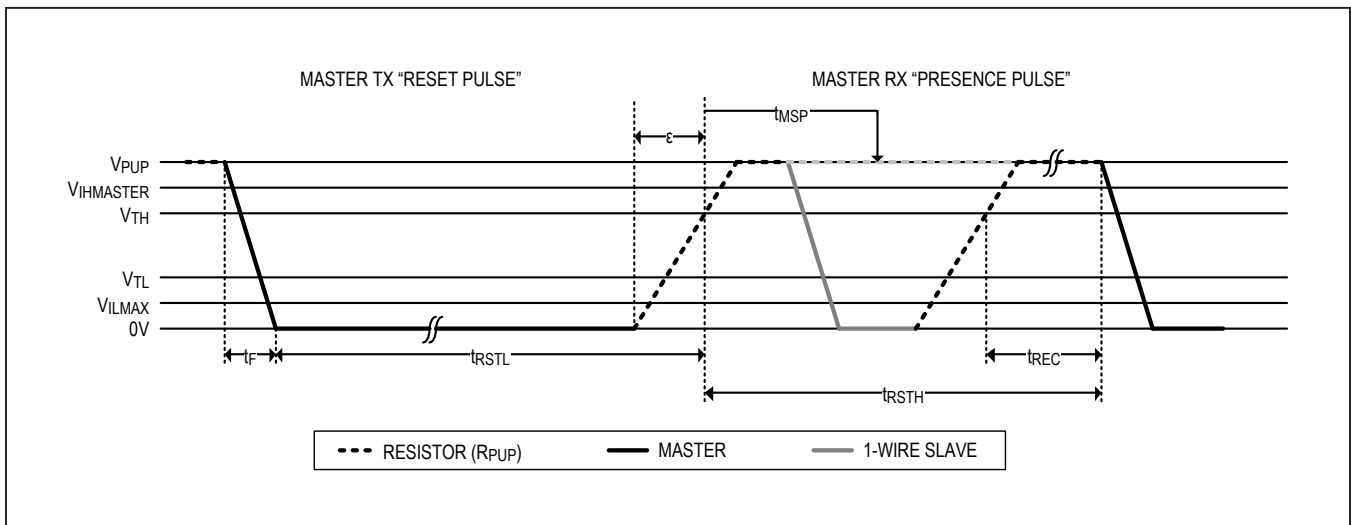 MASTER TX “RESET PULSE”
MASTER RX “PRESENCE PULSE”
tMSP
ε
VPUP
VIHMASTER
VTH
VTL
VILMAX
0V
tF
tRSTL
tREC
tRSTH
RESISTOR (RPUP)
MASTER
1-WIRE SLAVE